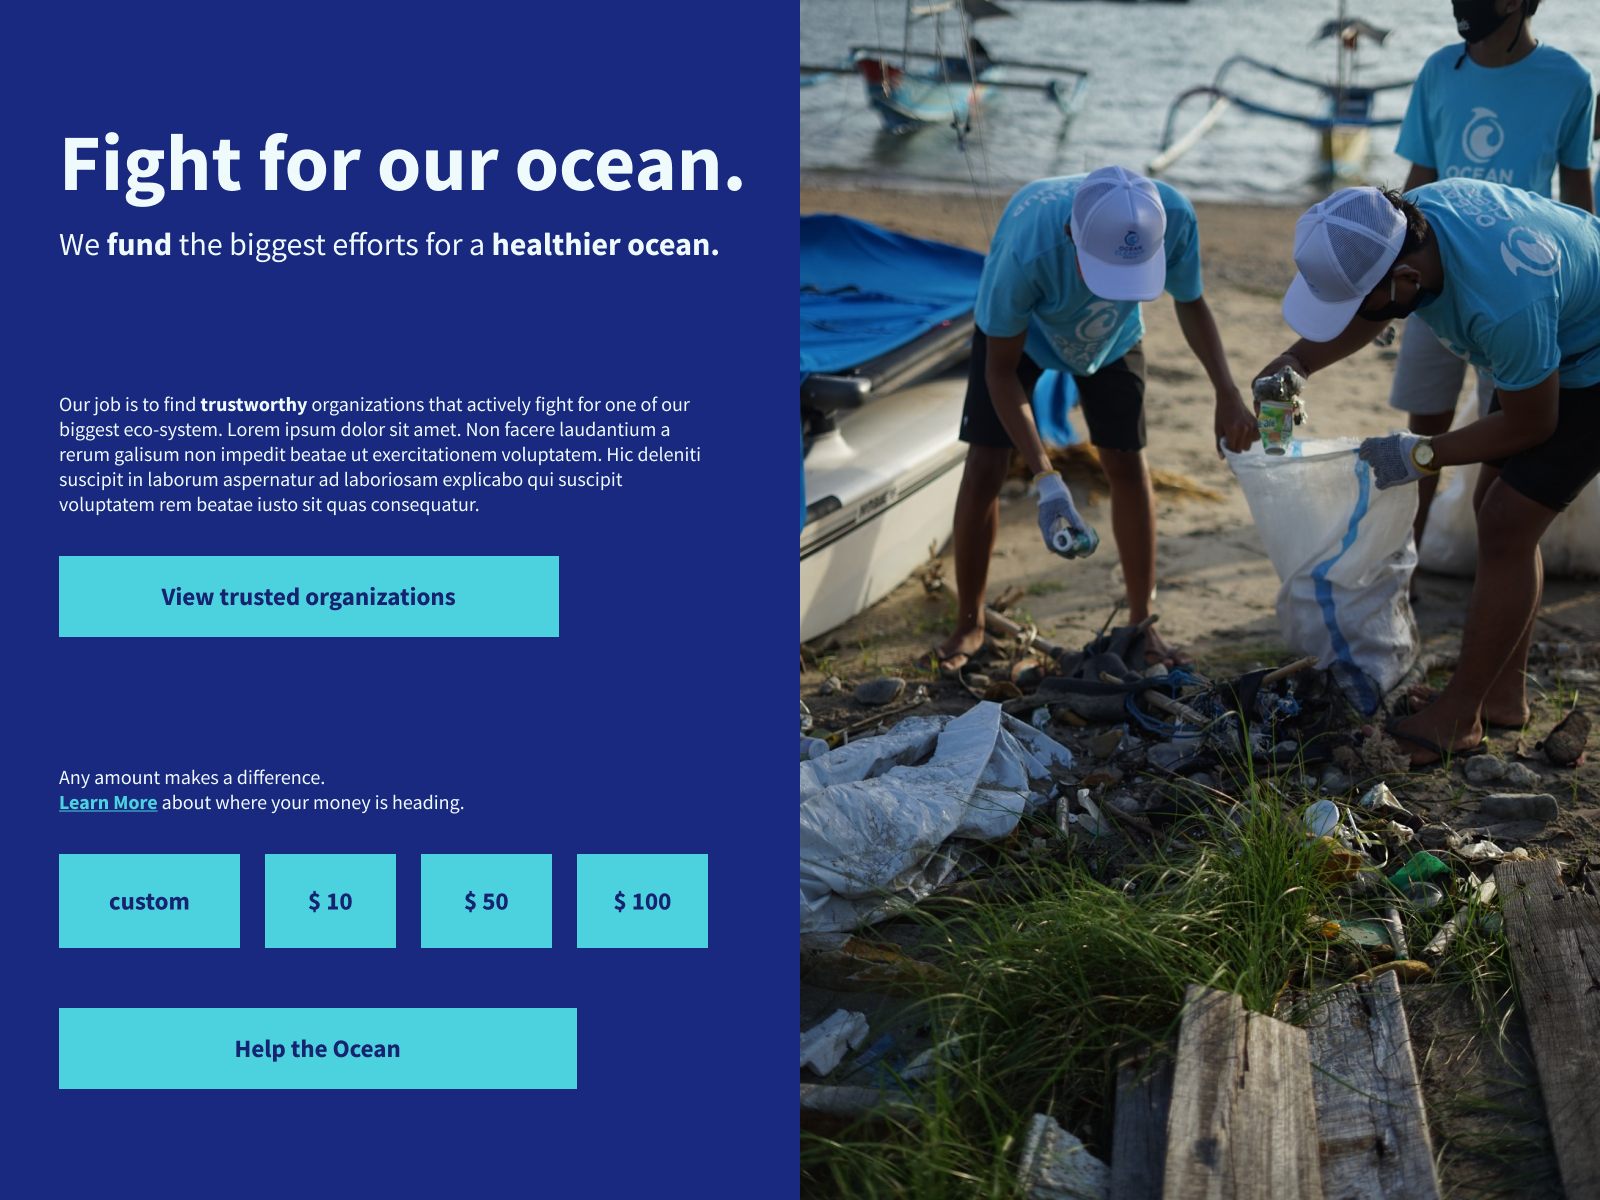 Fight for our ocean.
We fund the biggest efforts for a healthier ocean.
Our job is to find trustworthy organizations that actively fight for one of our
biggest eco-system. Lorem ipsum dolor sit amet. Non facere laudantium a
rerum galisum non impedit beatae ut exercitationem voluptatem. Hic deleniti
suscipit in laborum aspernatur ad laboriosam explicabo qui suscipit
voluptatem rem beatae iusto sit quas consequatur.
View trusted organizations
Any amount makes a difference.
Learn More about where your money is heading.
custom
$ 10
$ 50
$ 100
Help the Ocean
OCEAN
OCEAN